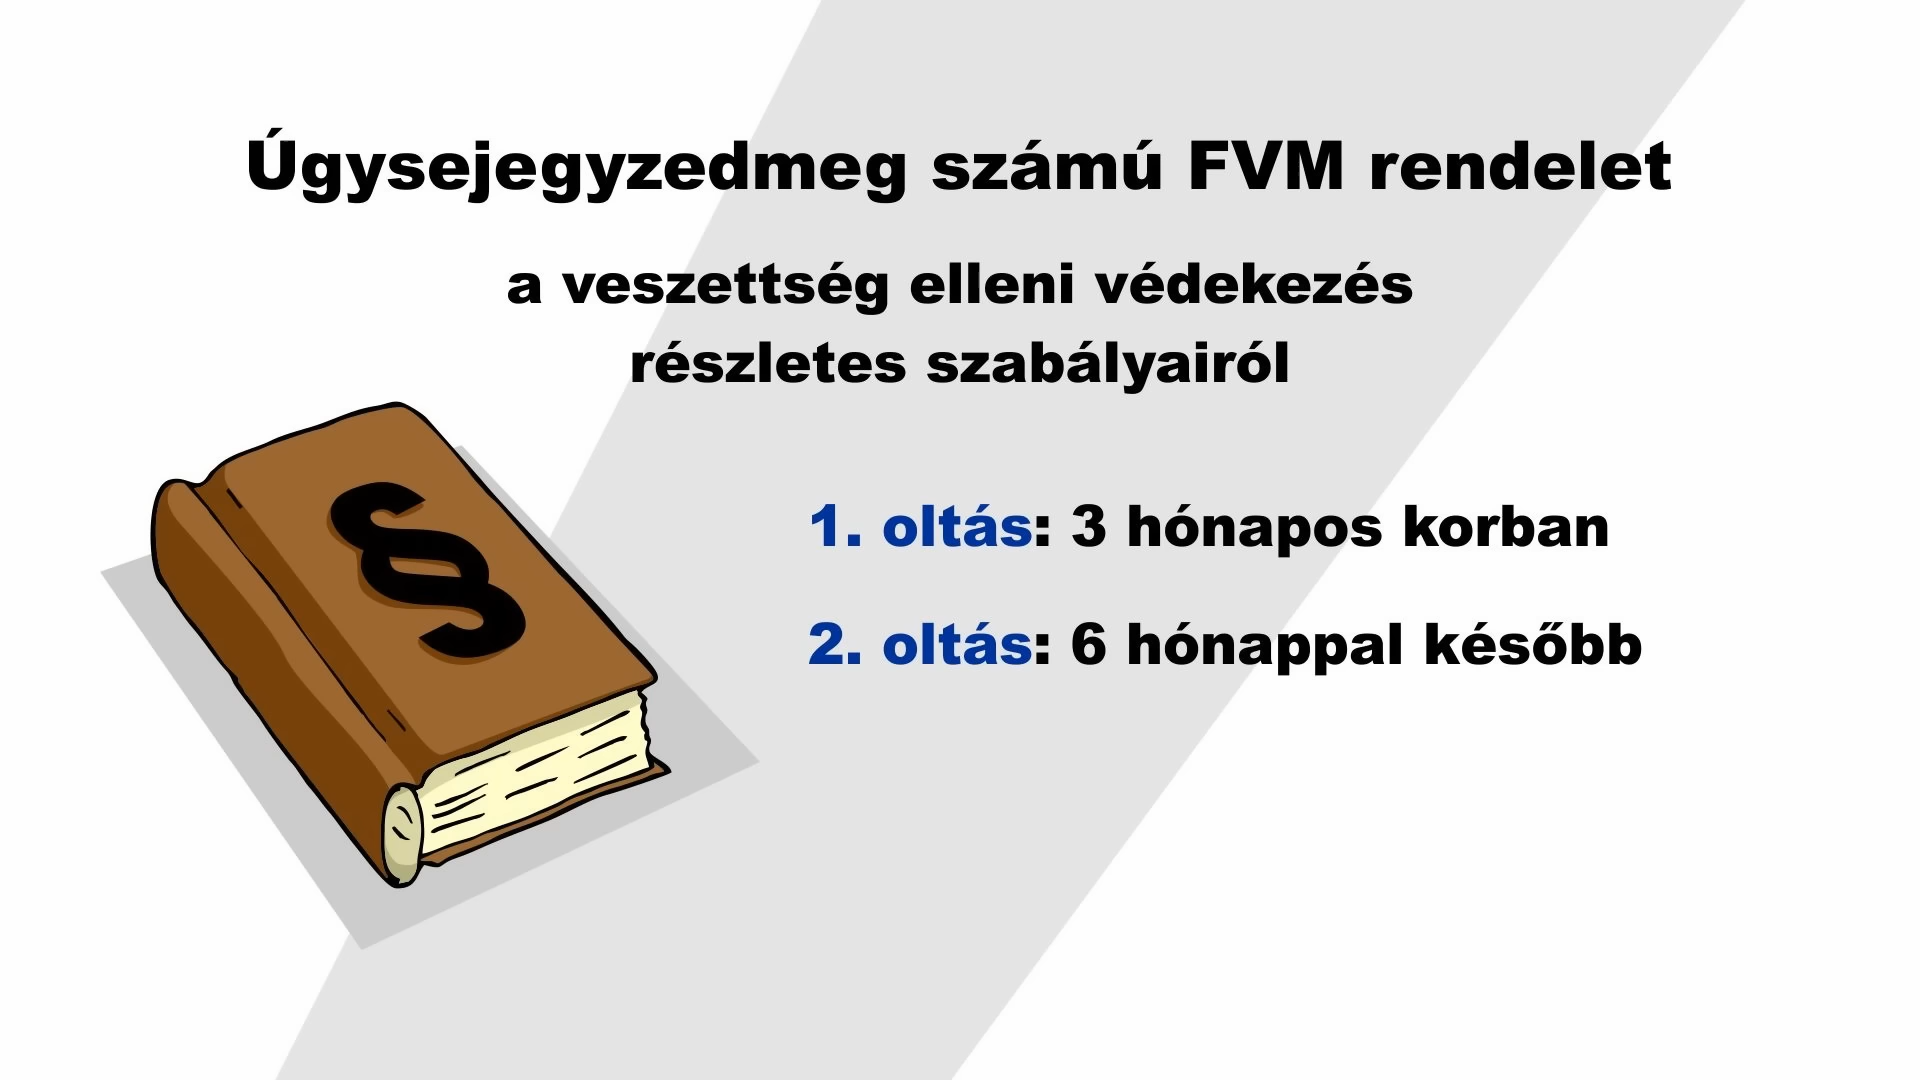 Úgysejegyzedmeg számú FVM rendelet
a veszettség elleni védekezés
részletes szabályairól
§
1. oltás: 3 hónapos korban
2. oltás: 6 hónappal később